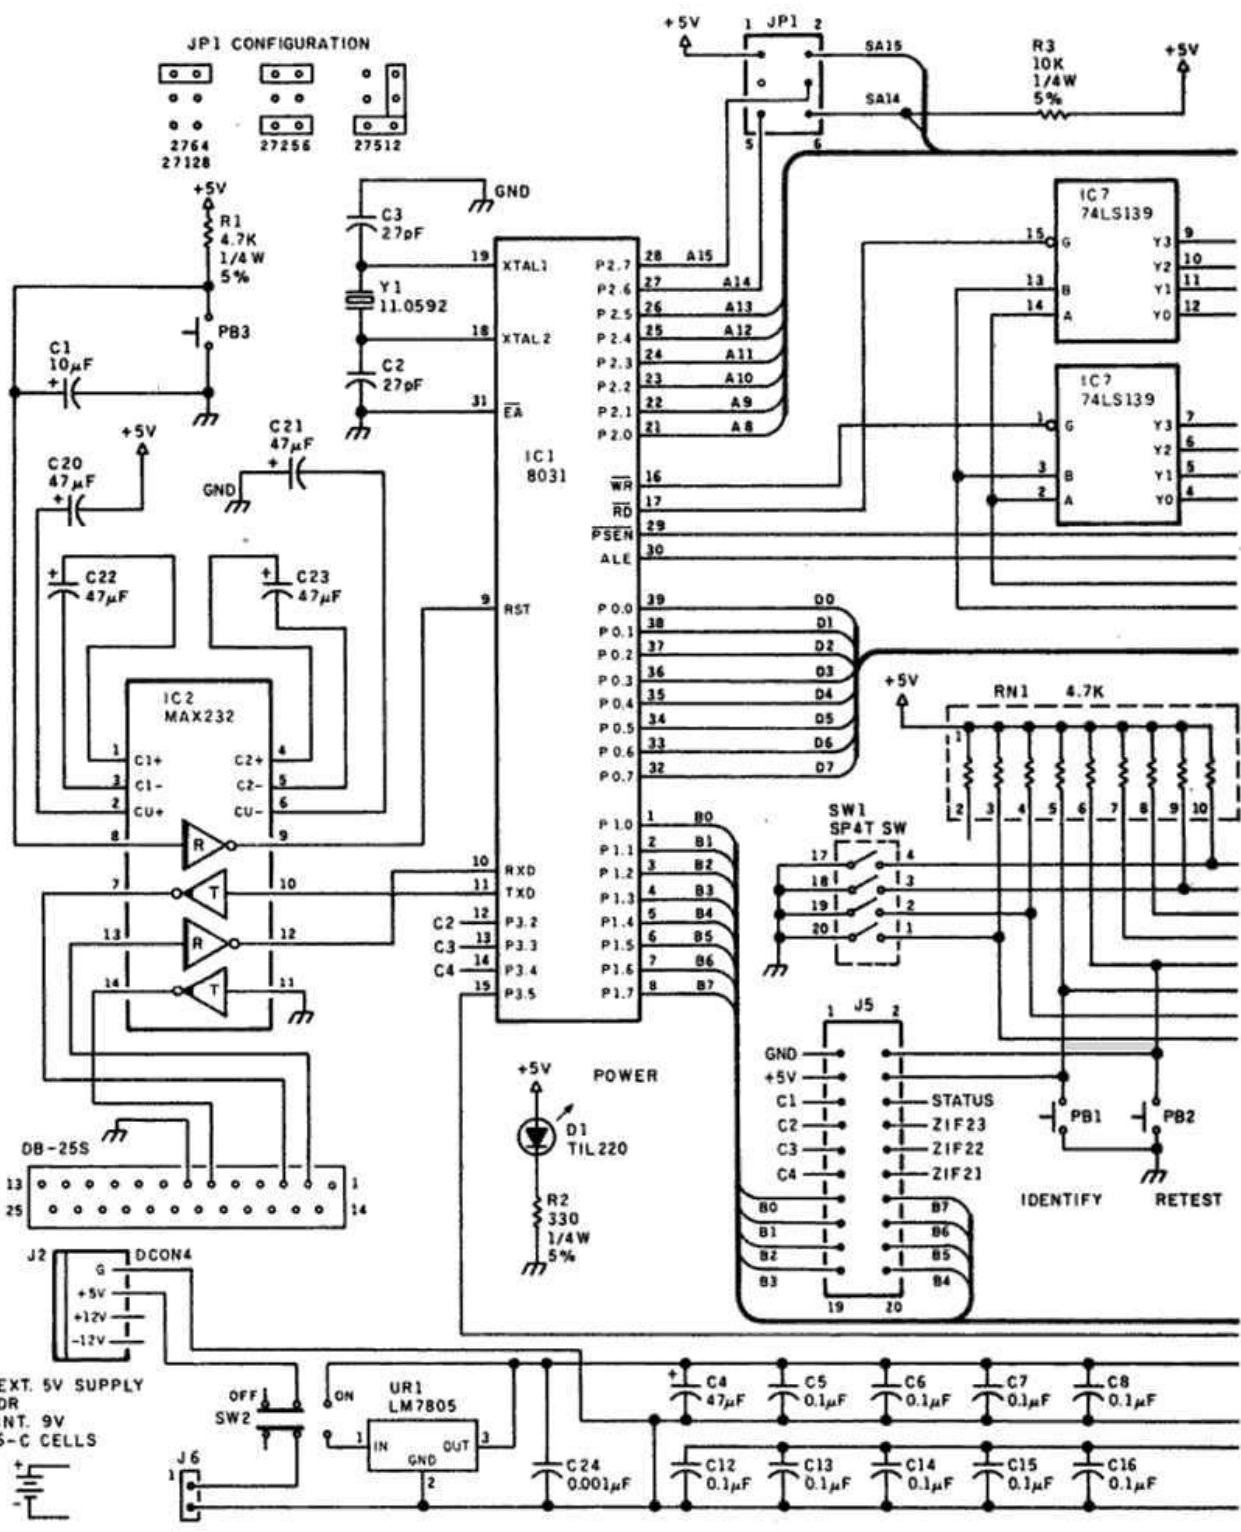 JP1 CONFIGURATION
2764
27128
27256
27512
+5V
1 JP1 2
5 6
SA15
SA14
R3
10K
1/4W
5%
+5V
+5V
R1
4.7K
1/4W
5%
PB3
C1
10µF
+
GND
C3
27pF
Y1
11.0592
C2
27pF
IC1
8031
19 XTAL1
18 XTAL2
31 EA
9 RST
10 RXD
11 TXD
C2 12 P3.2
C3 13 P3.3
C4 14 P3.4
15 P3.5
P2.7 28 A15
P2.6 27 A14
P2.5 26 A13
P2.4 25 A12
P2.3 24 A11
P2.2 23 A10
P2.1 22 A9
P2.0 21 A8
WR 16
RD 17
PSEN 29
ALE 30
P0.0 39 D0
P0.1 38 D1
P0.2 37 D2
P0.3 36 D3
P0.4 35 D4
P0.5 34 D5
P0.6 33 D6
P0.7 32 D7
P1.0 1 B0
P1.1 2 B1
P1.2 3 B2
P1.3 4 B3
P1.4 5 B4
P1.5 6 B5
P1.6 7 B6
P1.7 8 B7
IC7
74LS139
15 G Y3 9
Y2 10
13 B Y1 11
14 A Y0 12
IC7
74LS139
1 G Y3 7
Y2 6
3 B Y1 5
2 A Y0 4
+5V
C20
47µF
+
C21
47µF
+
GND
+ C22
47µF
+ C23
47µF
IC2
MAX232
1 C1+ C2+ 4
3 C1- C2- 5
2 CU+ CU- 6
8 R 9
7 T 10
13 R 12
14 T 11
+5V
RN1 4.7K
1
2 3 4 5 6 7 8 9 10
SW1
SP4T SW
17 4
18 3
19 2
20 1
1 J5 2
GND
+5V
C1 STATUS
C2 ZIF23
C3 ZIF22
C4 ZIF21
B0 B7
B1 B6
B2 B5
B3 B4
19 20
PB1 PB2
IDENTIFY RETEST
+5V
POWER
D1
TIL220
R2
330
1/4W
5%
DB-25S
13 1
25 14
J2 DCON4
G
+5V
+12V
-12V
EXT. 5V SUPPLY
OR
INT. 9V
6-C CELLS
+
-
OFF ON
SW2
J6
1
UR1
LM7805
1 IN OUT 3
GND
2
C24
0.001µF
+ C4
47µF
C5
0.1µF
C6
0.1µF
C7
0.1µF
C8
0.1µF
C12
0.1µF
C13
0.1µF
C14
0.1µF
C15
0.1µF
C16
0.1µF